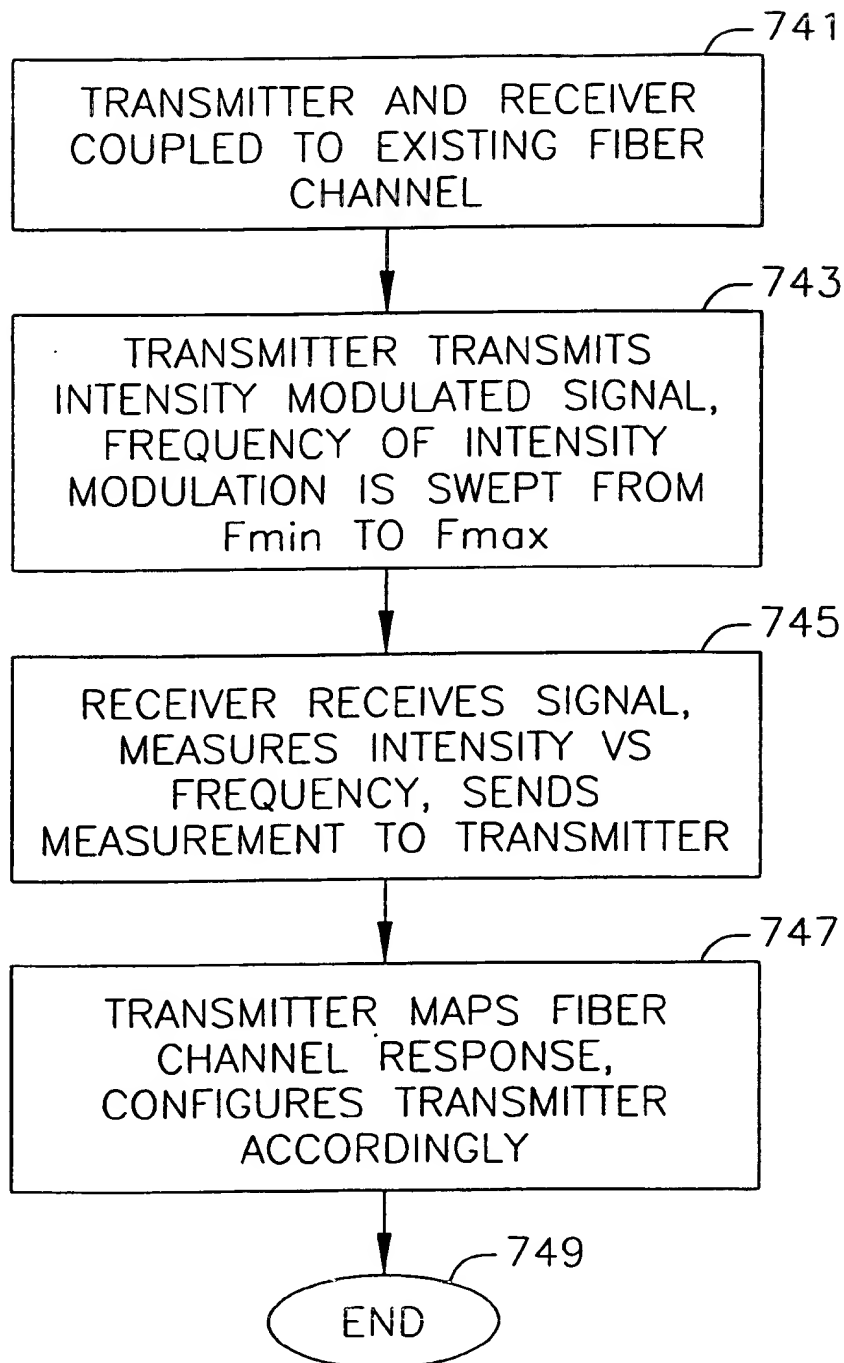 741
TRANSMITTER AND RECEIVER
COUPLED TO EXISTING FIBER
CHANNEL
743
TRANSMITTER TRANSMITS
INTENSITY MODULATED SIGNAL,
FREQUENCY OF INTENSITY
MODULATION IS SWEPT FROM
Fmin TO Fmax
745
RECEIVER RECEIVES SIGNAL,
MEASURES INTENSITY VS
FREQUENCY, SENDS
MEASUREMENT TO TRANSMITTER
747
TRANSMITTER MAPS FIBER
CHANNEL RESPONSE,
CONFIGURES TRANSMITTER
ACCORDINGLY
749
END